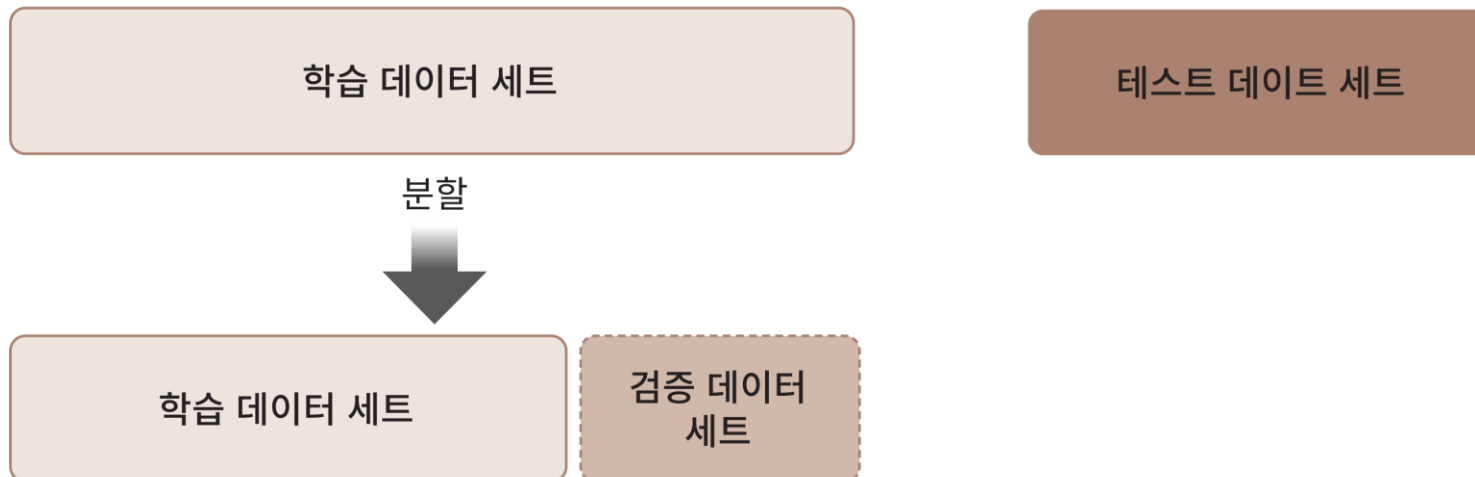 학습 데이터 세트
테스트 데이트 세트
분할
학습 데이터 세트
검증 데이터
세트